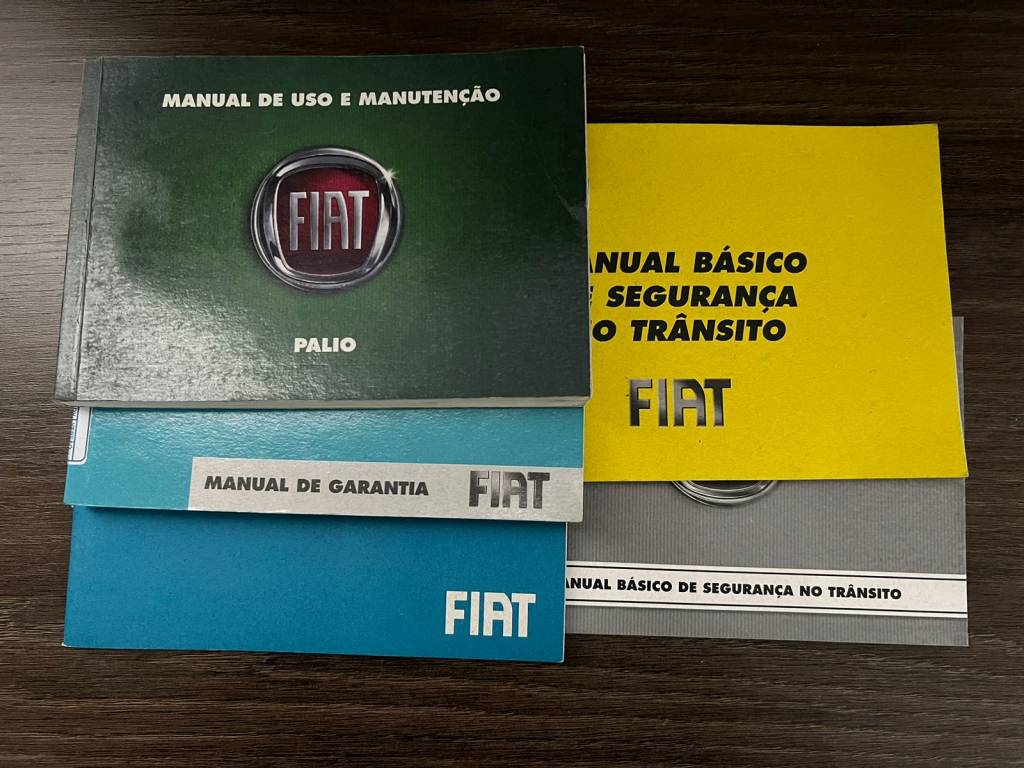 MANUAL DE USO E MANUTENÇÃO
FIAT
PALIO
ANUAL BÁSICO
SEGURANÇA
O TRÂNSITO
FIAT
MANUAL DE GARANTIA
FIAT
FIAT
ANUAL BÁSICO DE SEGURANÇA NO TRÂNSITO